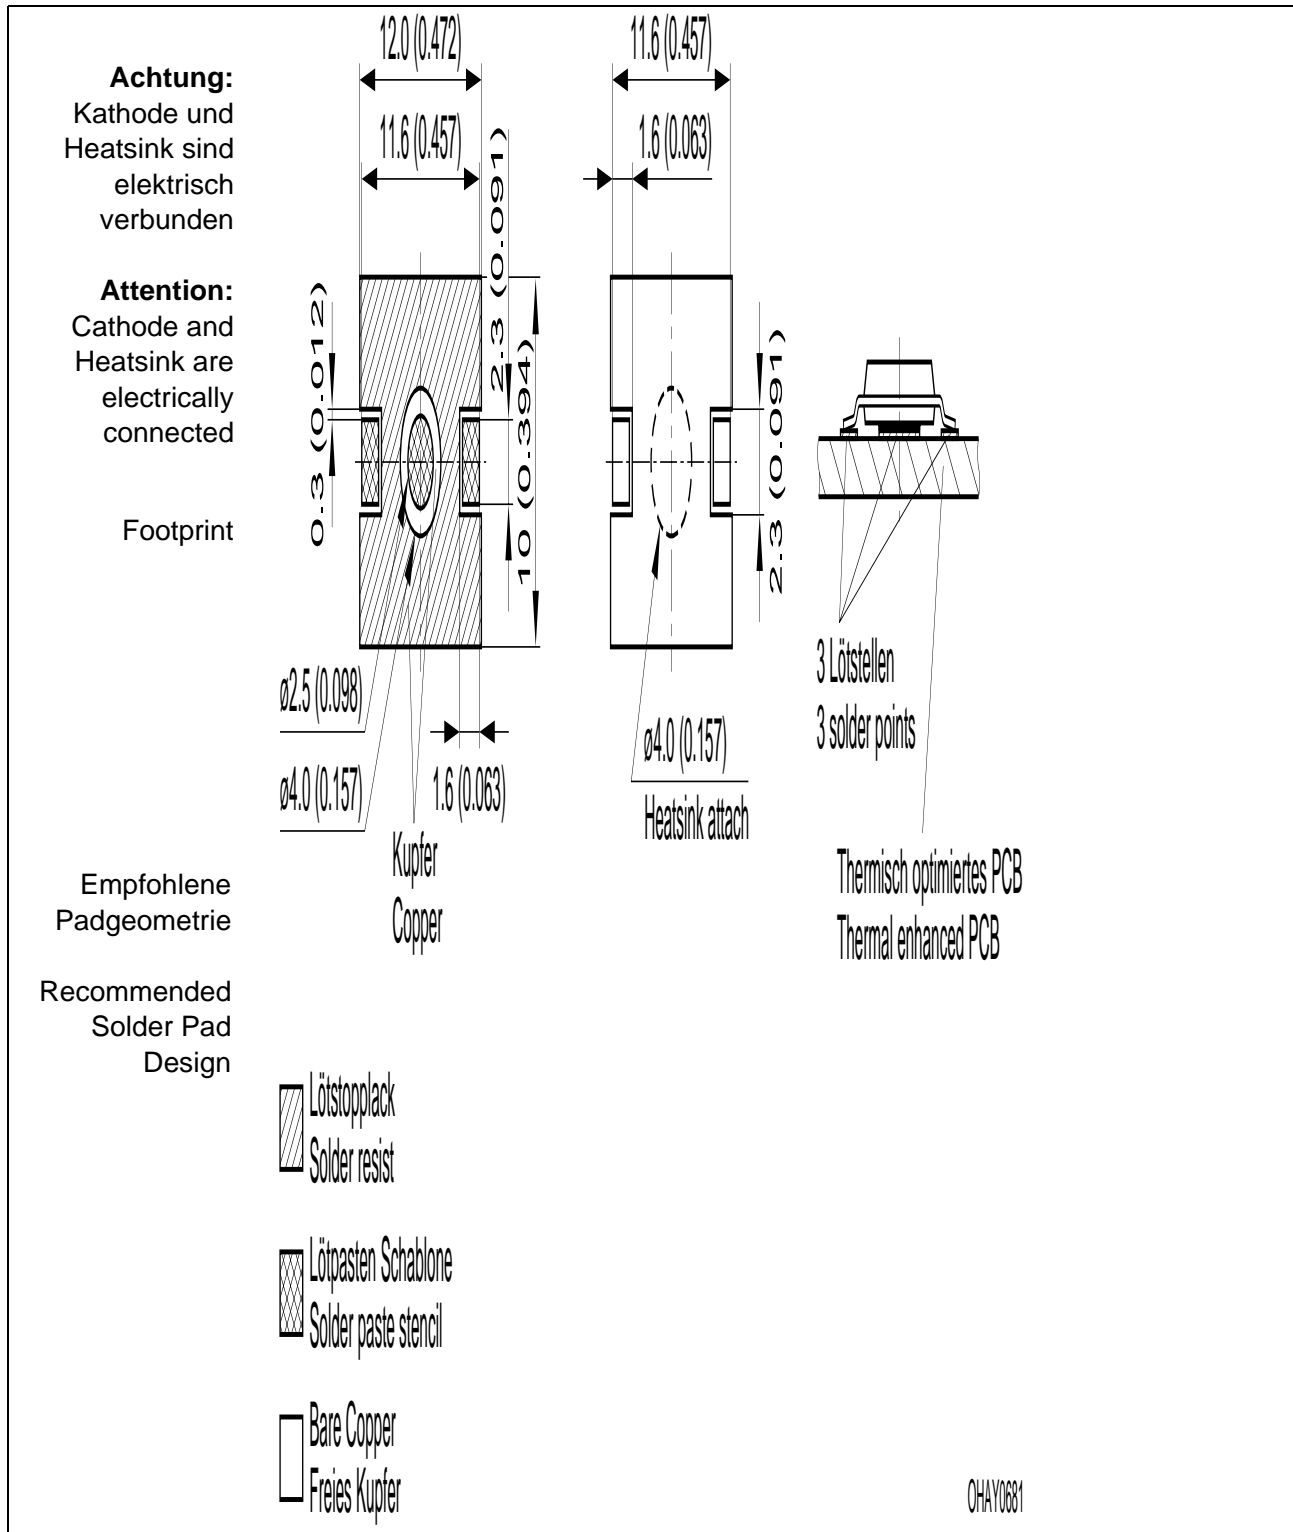 Achtung:
Kathode und
Heatsink sind
elektrisch
verbunden
Attention:
Cathode and
Heatsink are
electrically
connected
Footprint
12.0 (0.472)
11.6 (0.457)
2.3 (0.091)
0.3 (0.012)
10 (0.394)
ø2.5 (0.098)
ø4.0 (0.157)
1.6 (0.063)
Kupfer
Copper
11.6 (0.457)
1.6 (0.063)
2.3 (0.091)
ø4.0 (0.157)
Heatsink attach
3 Lötstellen
3 solder points
Thermisch optimiertes PCB
Thermal enhanced PCB
Empfohlene
Padgeometrie
Recommended
Solder Pad
Design
Lötstopplack
Solder resist
Lötpasten Schablone
Solder paste stencil
Bare Copper
Freies Kupfer
OHAY0681